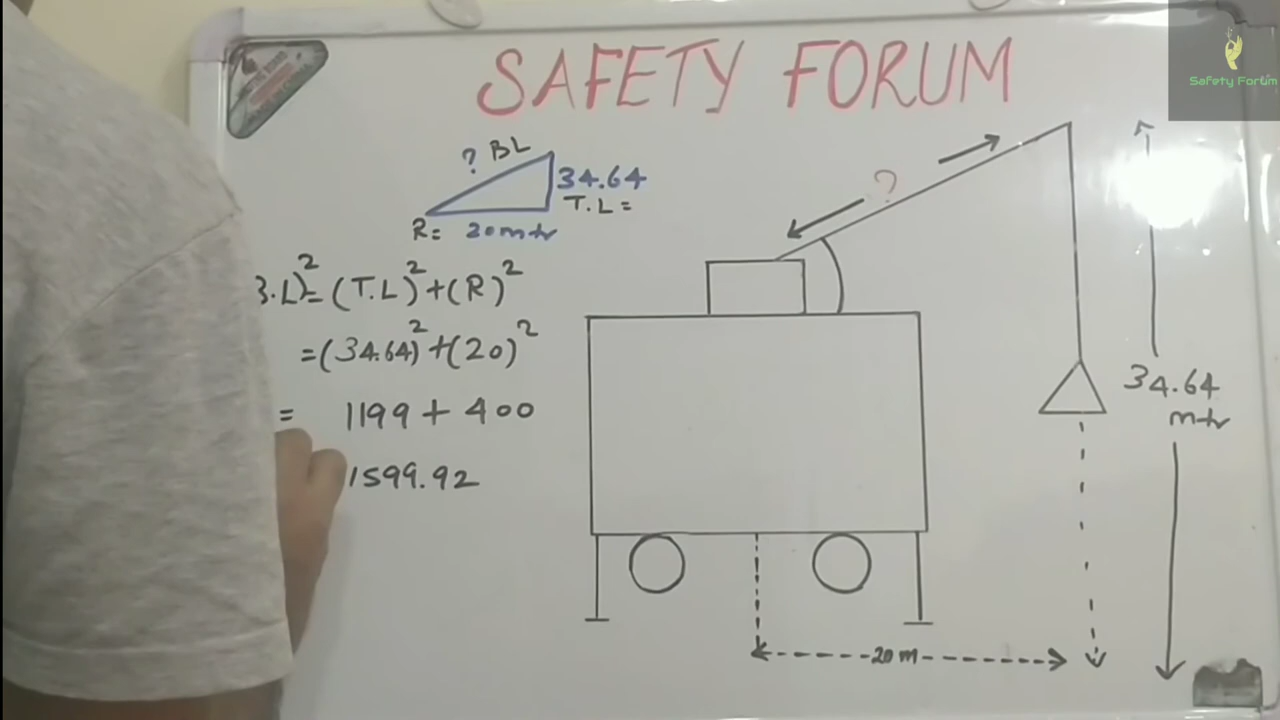 SAFETY FORUM
Safety Forum
? BL
34.64
T.L =
R= 20mtr
?
3.L)²= (T.L)²+(R)²
=(34.64)²+(20)²
= 1199 + 400
1599.92
34.64
mtr
20 M